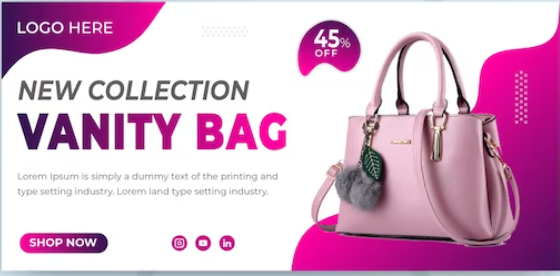 LOGO HERE
45%
OFF
NEW COLLECTION
VANITY BAG
Lorem Ipsum is simply a dummy text of the printing and
type setting industry. Lorem Iand type setting industry.
SHOP NOW